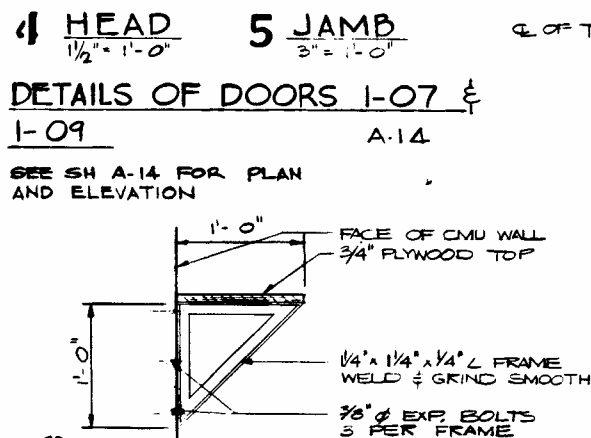 4 HEAD
1½" = 1'-0"
5 JAMB
3" = 1'-0"
℄ OF
DETAILS OF DOORS 1-07 &
1-09
A-14
SEE SH A-14 FOR PLAN
AND ELEVATION
1'-0"
FACE OF CMU WALL
3/4" PLYWOOD TOP
1'-0"
1¼" x 1¼" x ¼" L FRAME
WELD & GRIND SMOOTH
3/8" ø EXP. BOLTS
3 PER FRAME